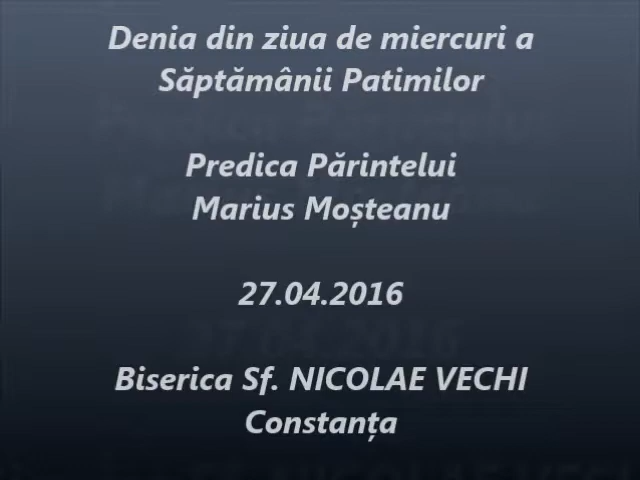 Denia din ziua de miercuri a
Săptămânii Patimilor
Predica Părintelui
Marius Moșteanu
27.04.2016
Biserica Sf. NICOLAE VECHI
Constanța